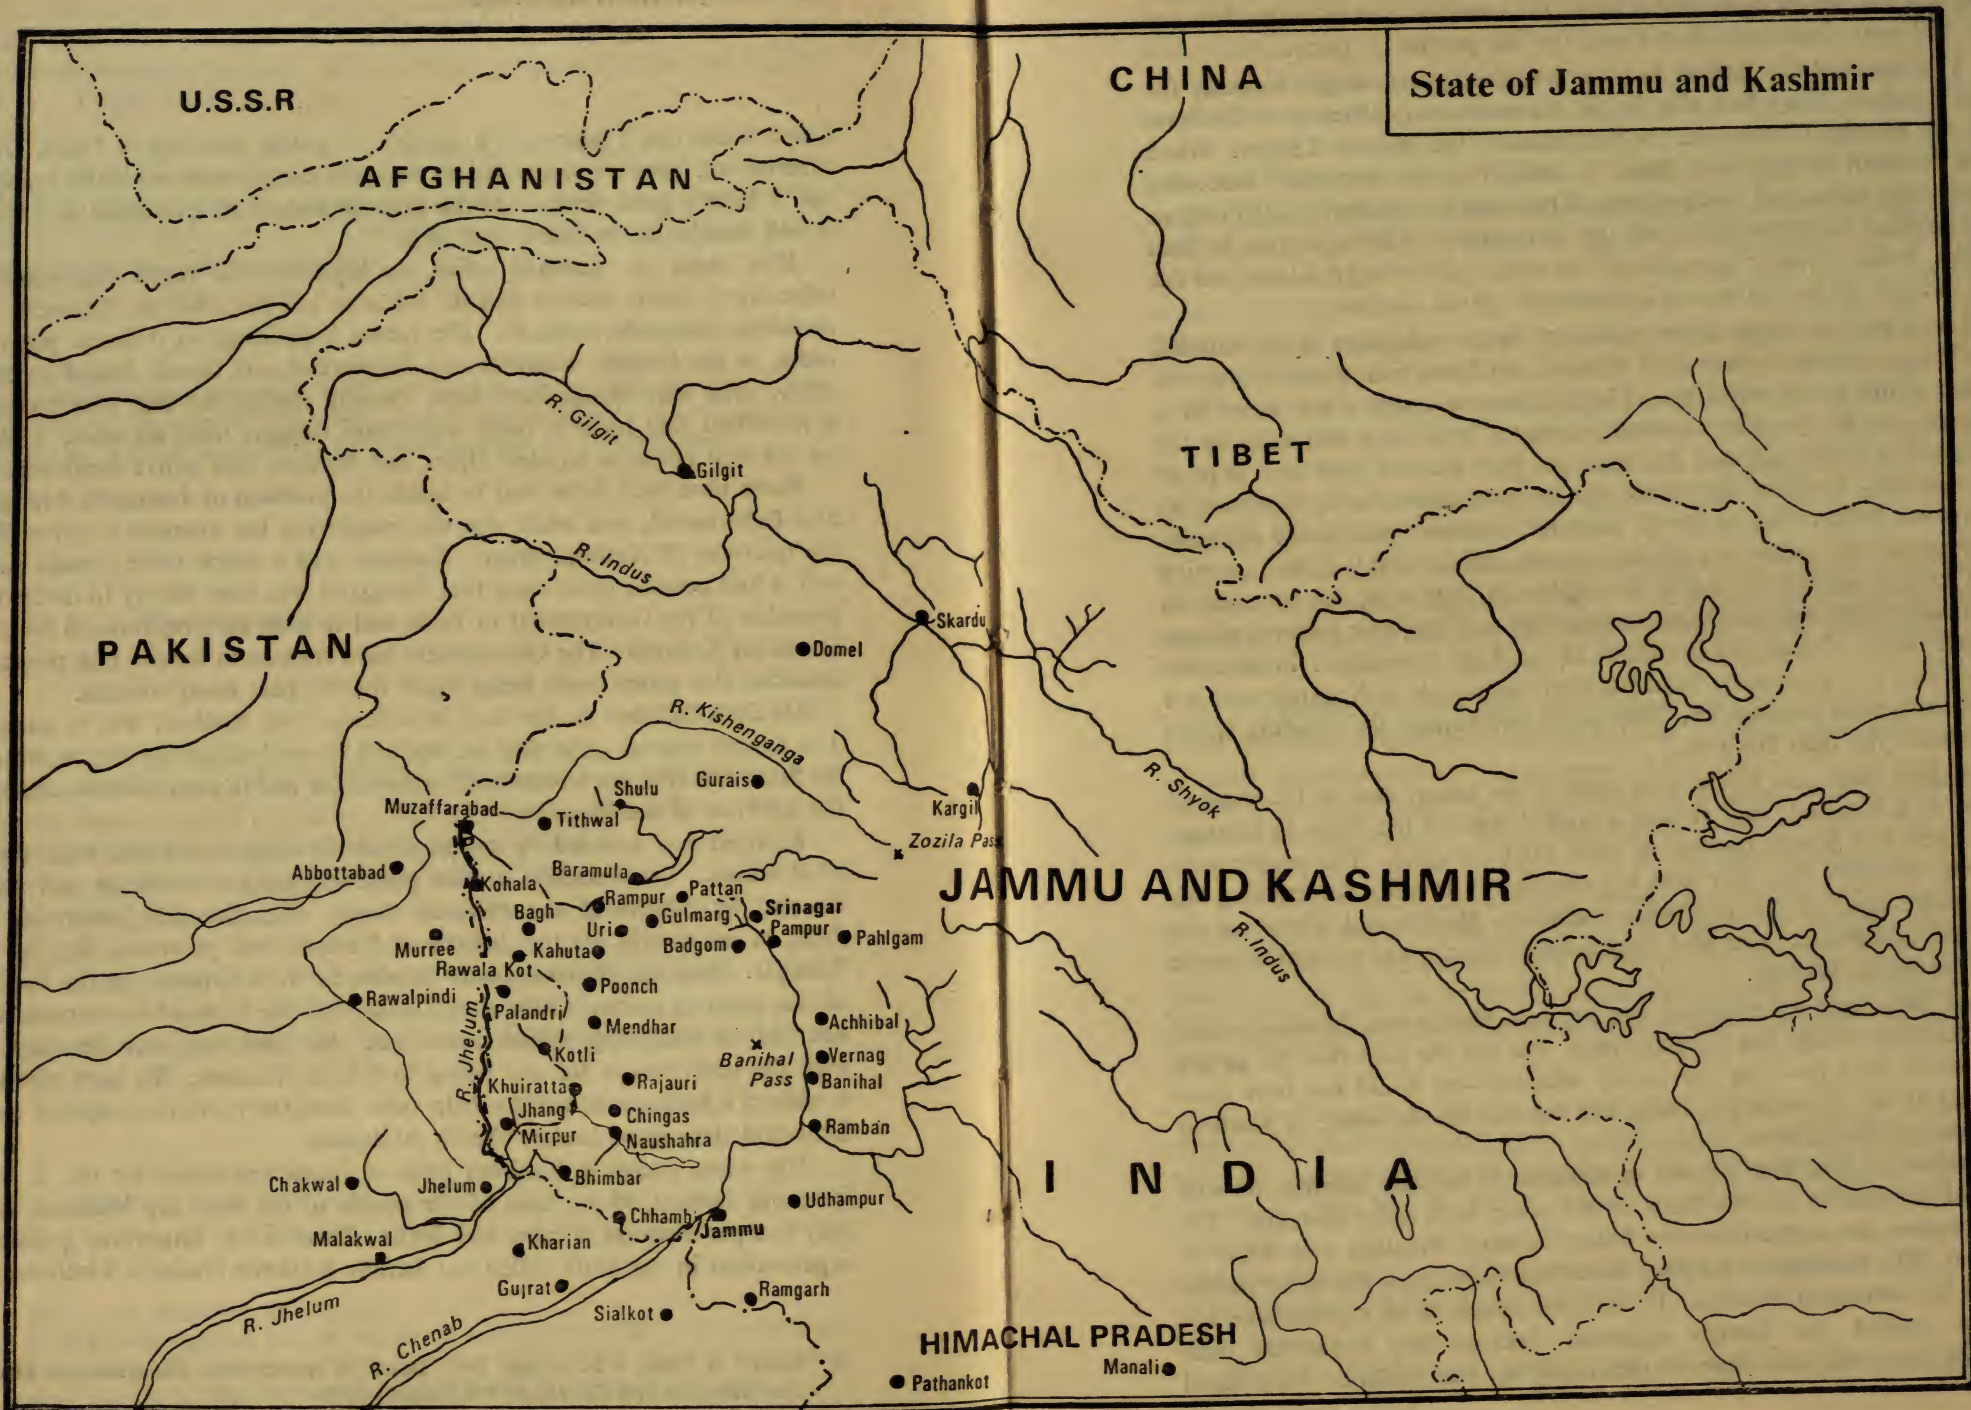 State of Jammu and Kashmir
U.S.S.R
CHINA
AFGHANISTAN
R. Gilgit
Gilgit
TIBET
R. Indus
Skardu
Domel
PAKISTAN
R. Kishenganga
Gurais
Shulu
Kargil
R. Shyok
Muzaffarabad
Tithwal
Zozila Pass
Abbottabad
Baramula
Kohala
Rampur
Pattan
JAMMU AND KASHMIR
Bagh
Gulmarg
Srinagar
Uri
Pampur
Murree
Kahuta
Badgom
Pahlgam
Rawala Kot
R. Indus
Rawalpindi
Poonch
Palandri
Mendhar
Achhibal
R. Jhelum
Kotli
Banihal
Pass
Vernag
Khuiratta
Rajauri
Banihal
Jhang
Chingas
Mirpur
Naushahra
Ramban
Chakwal
Jhelum
Bhimbar
INDIA
Udhampur
Chhamb
Jammu
Malakwal
Kharian
Gujrat
Ramgarh
Sialkot
R. Jhelum
R. Chenab
HIMACHAL PRADESH
Manali
Pathankot